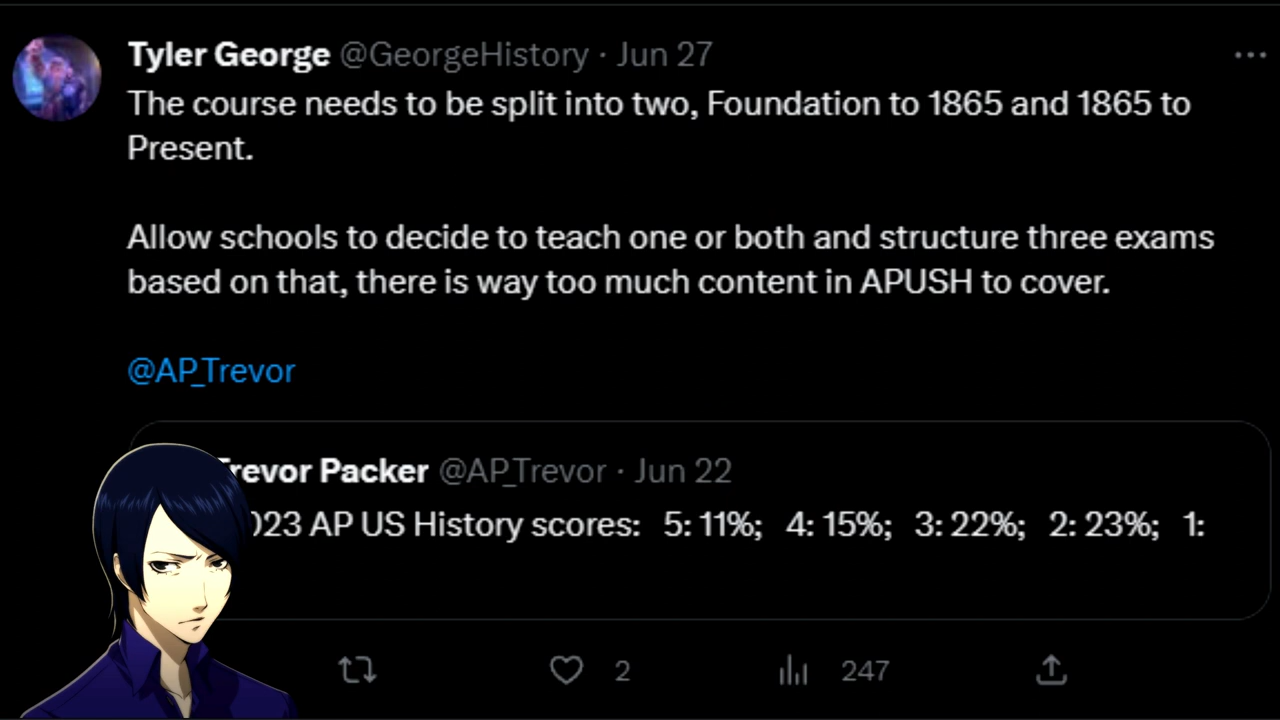 Tyler George @GeorgeHistory · Jun 27
The course needs to be split into two, Foundation to 1865 and 1865 to
Present.
Allow schools to decide to teach one or both and structure three exams
based on that, there is way too much content in APUSH to cover.
@AP_Trevor
Trevor Packer @AP_Trevor · Jun 22
023 AP US History scores: 5: 11%; 4: 15%; 3: 22%; 2: 23%; 1:
2 247